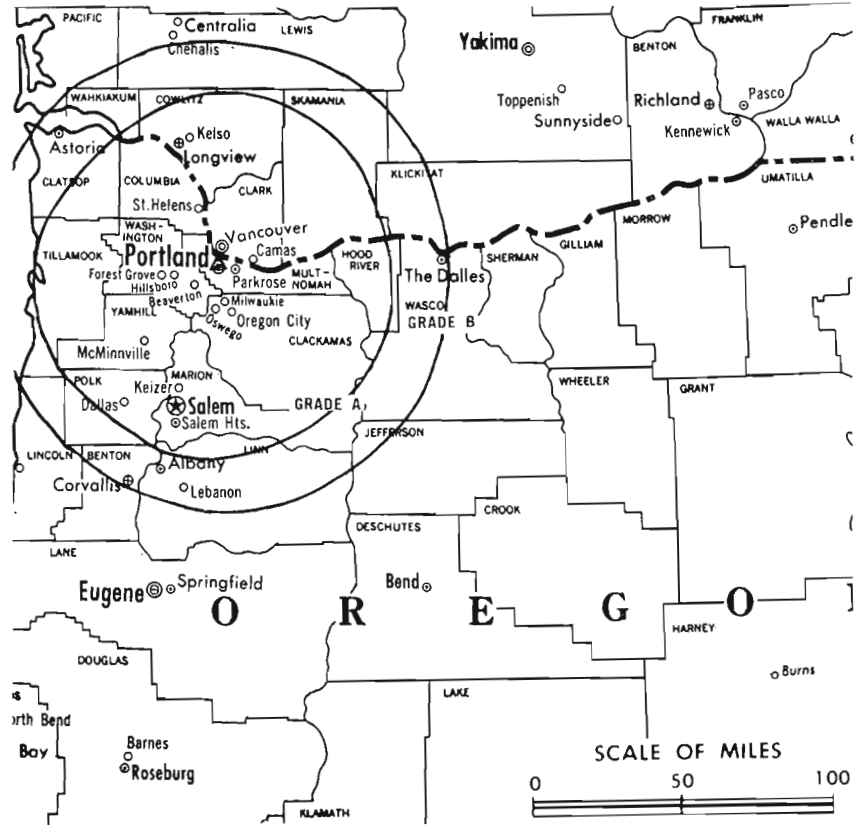 PACIFIC
Centralia
LEWIS
Chehalis
Yakima
FRANKLIN
BENTON
WAHKIAKUM
COWLITZ
SKAMANIA
Toppenish
Richland
Pasco
Sunnyside
Kennewick
WALLA WALLA
Astoria
Kelso
Longview
CLATSOP
COLUMBIA
CLARK
KLICKITAT
UMATILLA
St. Helens
MORROW
WASH-
INGTON
Vancouver
GILLIAM
Pendle
TILLAMOOK
Portland
Camas
HOOD
RIVER
SHERMAN
Forest Grove
Parkrose
MULT-
NOMAH
The Dalles
Hillsboro
Beaverton
Milwaukie
WASCO
YAMHILL
Oswego
Oregon City
GRADE B
CLACKAMAS
McMinnville
POLK
MARION
WHEELER
GRANT
Keizer
Dallas
Salem
GRADE A
Salem Hts.
JEFFERSON
LINCOLN
BENTON
LINN
Albany
Corvallis
Lebanon
CROOK
DESCHUTES
LANE
Eugene
Springfield
Bend
O R E G O
HARNEY
DOUGLAS
Burns
LAKE
orth Bend
Bay
Barnes
Roseburg
SCALE OF MILES
0 50 100
KLAMATH